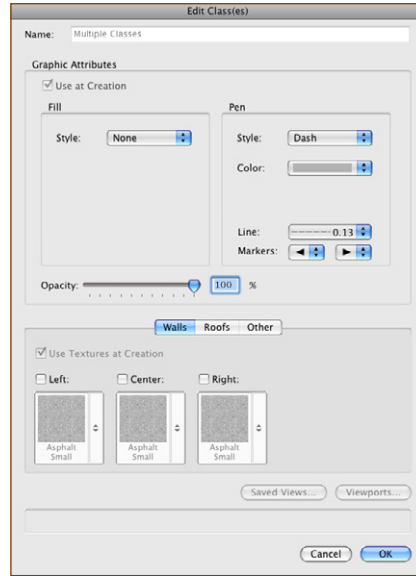 Edit Class(es)
Name: Multiple Classes
Graphic Attributes
Use at Creation
Fill
Style: None
Pen
Style: Dash
Color:
Line: 0.13
Markers:
Opacity: 100 %
Walls Roofs Other
Use Textures at Creation
Left: Center: Right:
Asphalt Small Asphalt Small Asphalt Small
Saved Views... Viewports...
Cancel OK